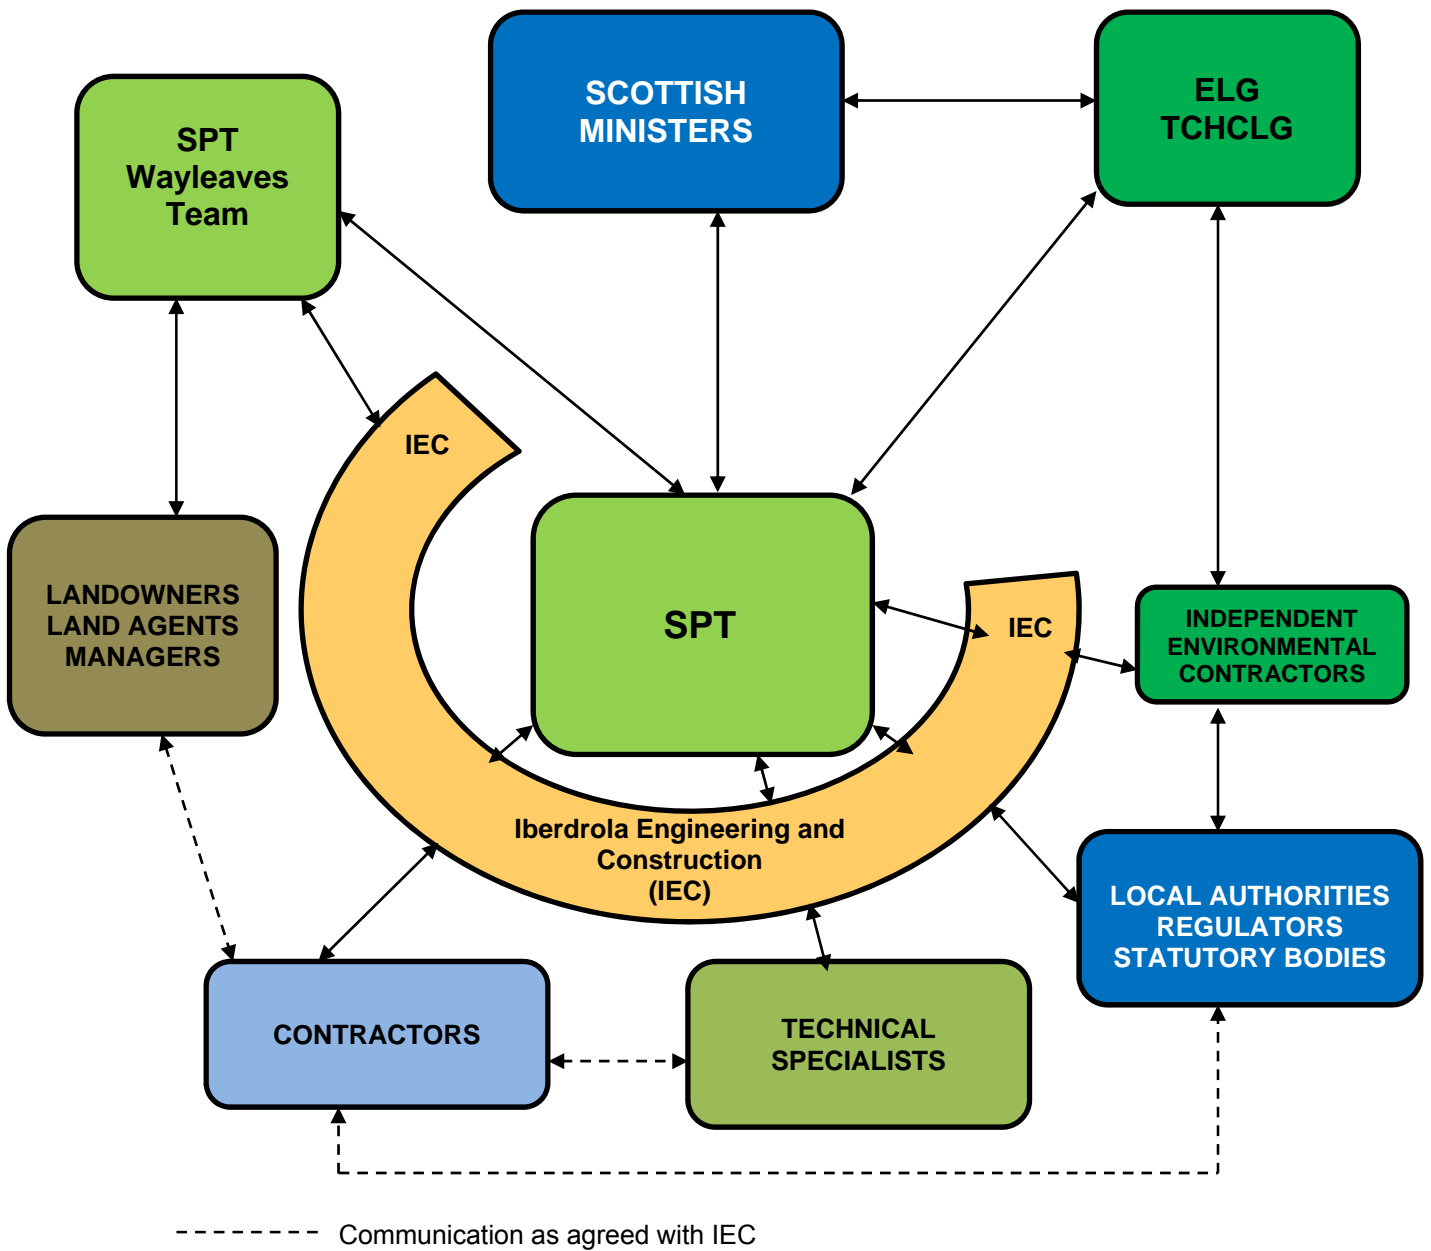 SCOTTISH
MINISTERS
ELG
TCHCLG
SPT
Wayleaves
Team
IEC
LANDOWNERS
LAND AGENTS
MANAGERS
SPT
IEC
INDEPENDENT
ENVIRONMENTAL
CONTRACTORS
Iberdrola Engineering and
Construction
(IEC)
LOCAL AUTHORITIES
REGULATORS
STATUTORY BODIES
CONTRACTORS
TECHNICAL
SPECIALISTS
Communication as agreed with IEC